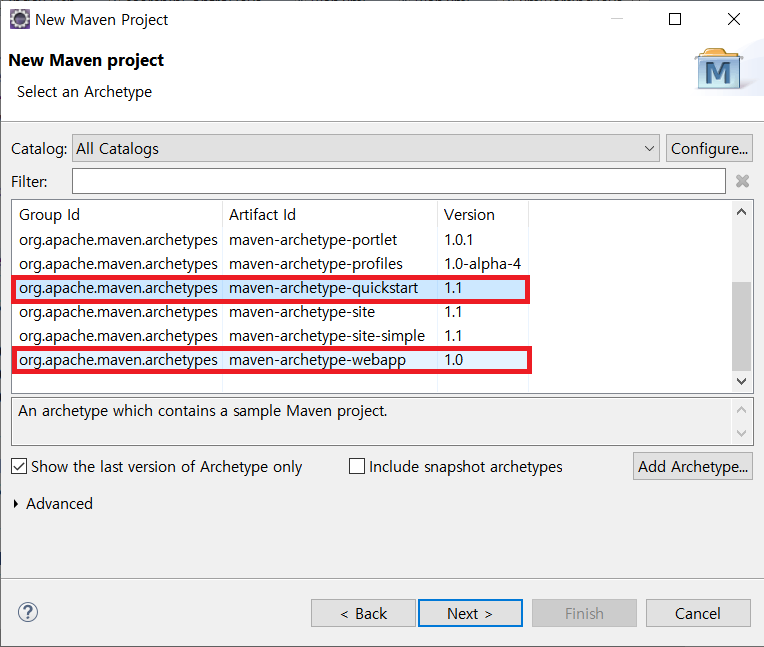 New Maven Project
New Maven project
Select an Archetype
M
Catalog: All Catalogs Configure...
Filter:
Group Id Artifact Id Version
org.apache.maven.archetypes maven-archetype-portlet 1.0.1
org.apache.maven.archetypes maven-archetype-profiles 1.0-alpha-4
org.apache.maven.archetypes maven-archetype-quickstart 1.1
org.apache.maven.archetypes maven-archetype-site 1.1
org.apache.maven.archetypes maven-archetype-site-simple 1.1
org.apache.maven.archetypes maven-archetype-webapp 1.0
An archetype which contains a sample Maven project.
Show the last version of Archetype only Include snapshot archetypes Add Archetype...
Advanced
? < Back Next > Finish Cancel